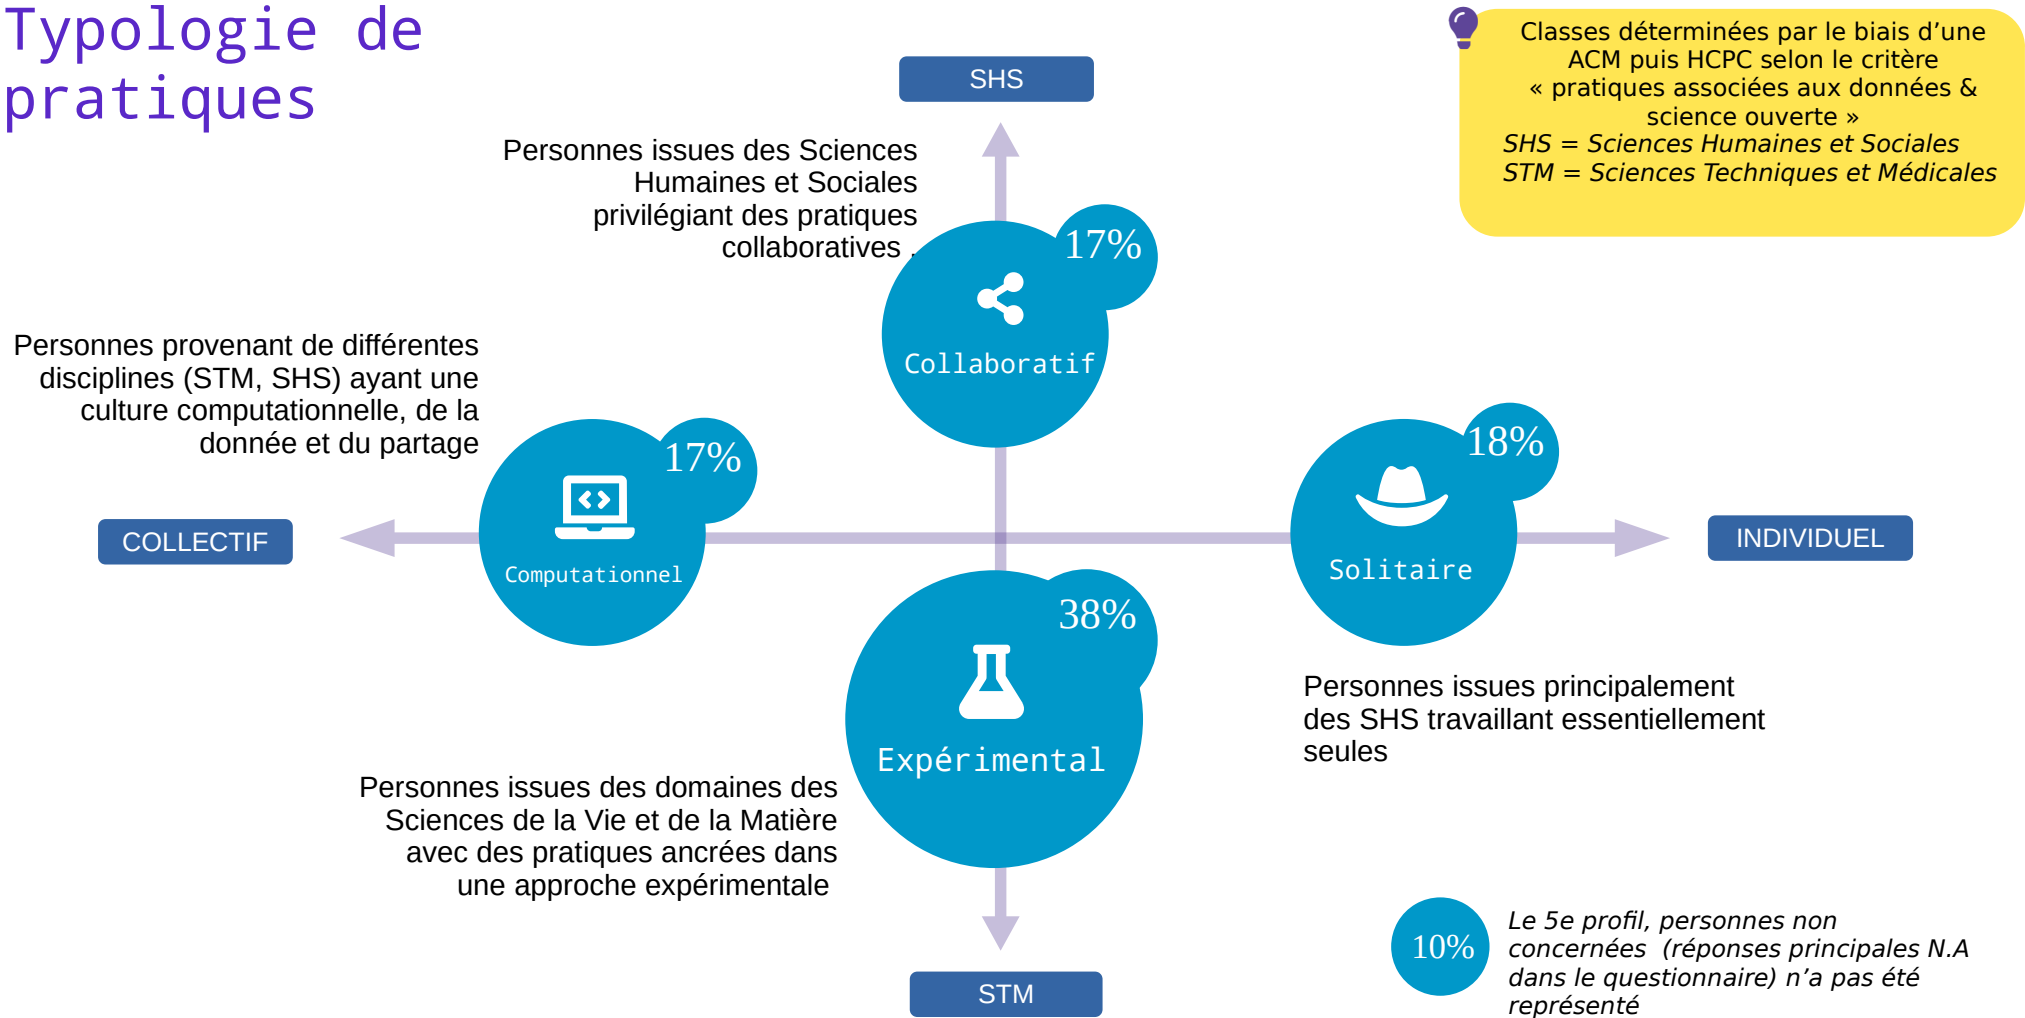 Typologie de
pratiques
Classes déterminées par le biais d’une
ACM puis HCPC selon le critère
« pratiques associées aux données &
science ouverte »
SHS = Sciences Humaines et Sociales
STM = Sciences Techniques et Médicales
SHS
Personnes issues des Sciences
Humaines et Sociales
privilégiant des pratiques
collaboratives .
17%
Collaboratif
Personnes provenant de différentes
disciplines (STM, SHS) ayant une
culture computationnelle, de la
donnée et du partage
17%
Computationnel
18%
Solitaire
COLLECTIF
INDIVIDUEL
38%
Expérimental
Personnes issues principalement
des SHS travaillant essentiellement
seules
Personnes issues des domaines des
Sciences de la Vie et de la Matière
avec des pratiques ancrées dans
une approche expérimentale
STM
10%
Le 5e profil, personnes non
concernées (réponses principales N.A
dans le questionnaire) n’a pas été
représenté